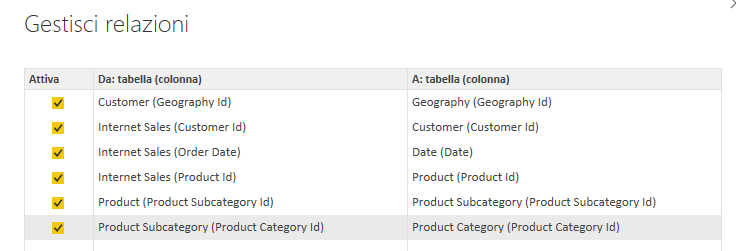 Gestisci relazioni
Attiva Da: tabella (colonna) A: tabella (colonna)
Customer (Geography Id) Geography (Geography Id)
Internet Sales (Customer Id) Customer (Customer Id)
Internet Sales (Order Date) Date (Date)
Internet Sales (Product Id) Product (Product Id)
Product (Product Subcategory Id) Product Subcategory (Product Subcategory Id)
Product Subcategory (Product Category Id) Product Category (Product Category Id)